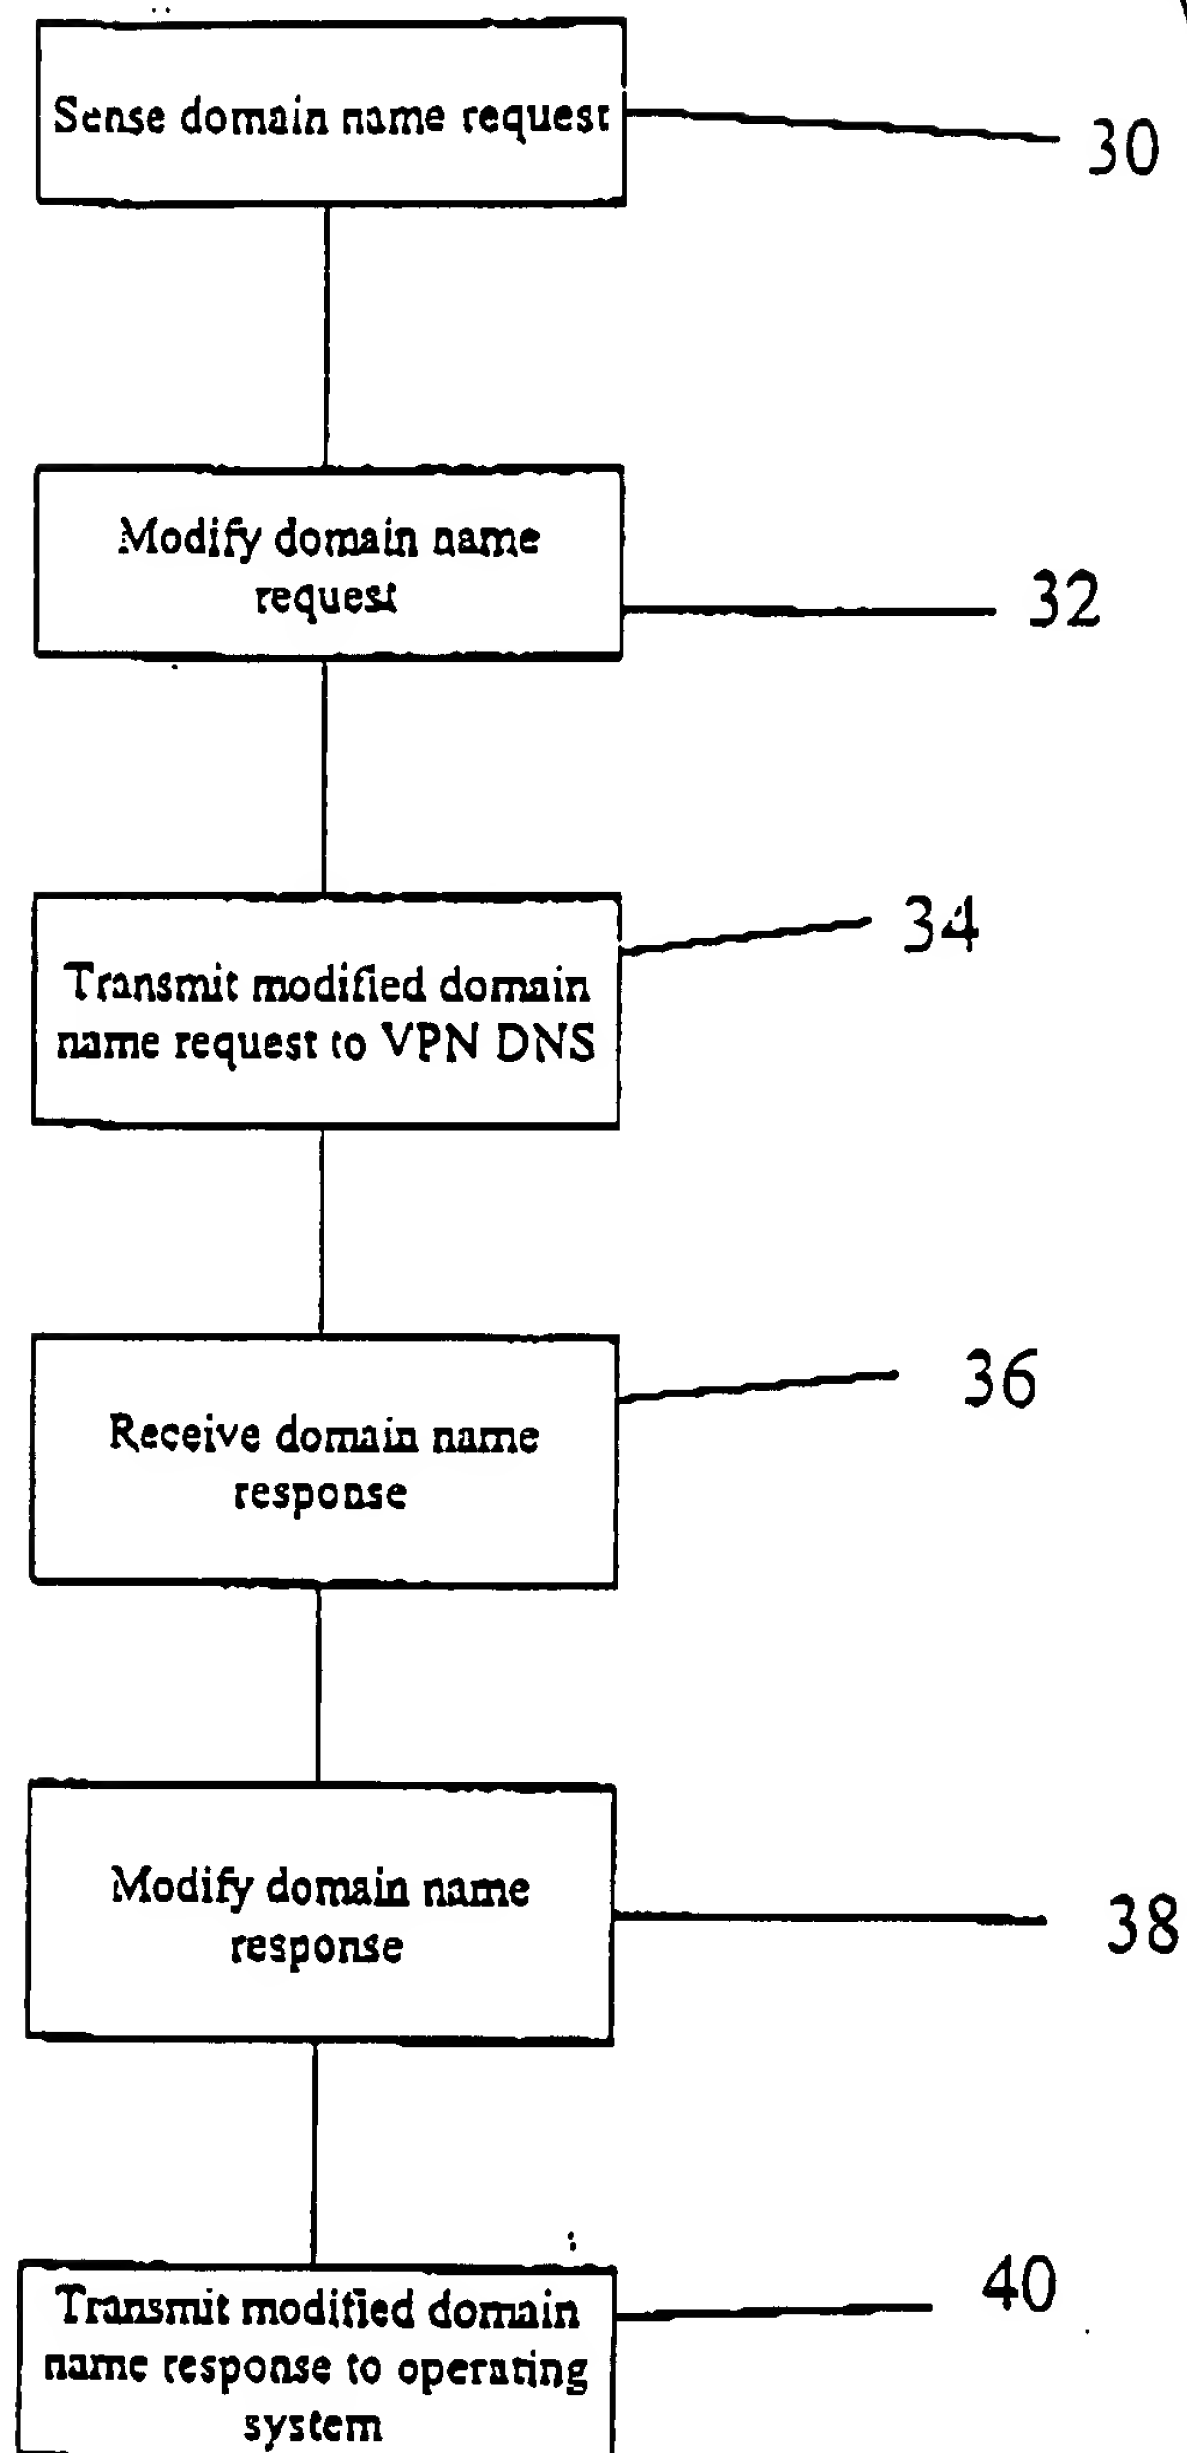 Sense domain name request
30
Modify domain name
request
32
34
Transmit modified domain
name request to VPN DNS
36
Receive domain name
response
Modify domain name
response
38
40
Transmit modified domain
name response to operating
system